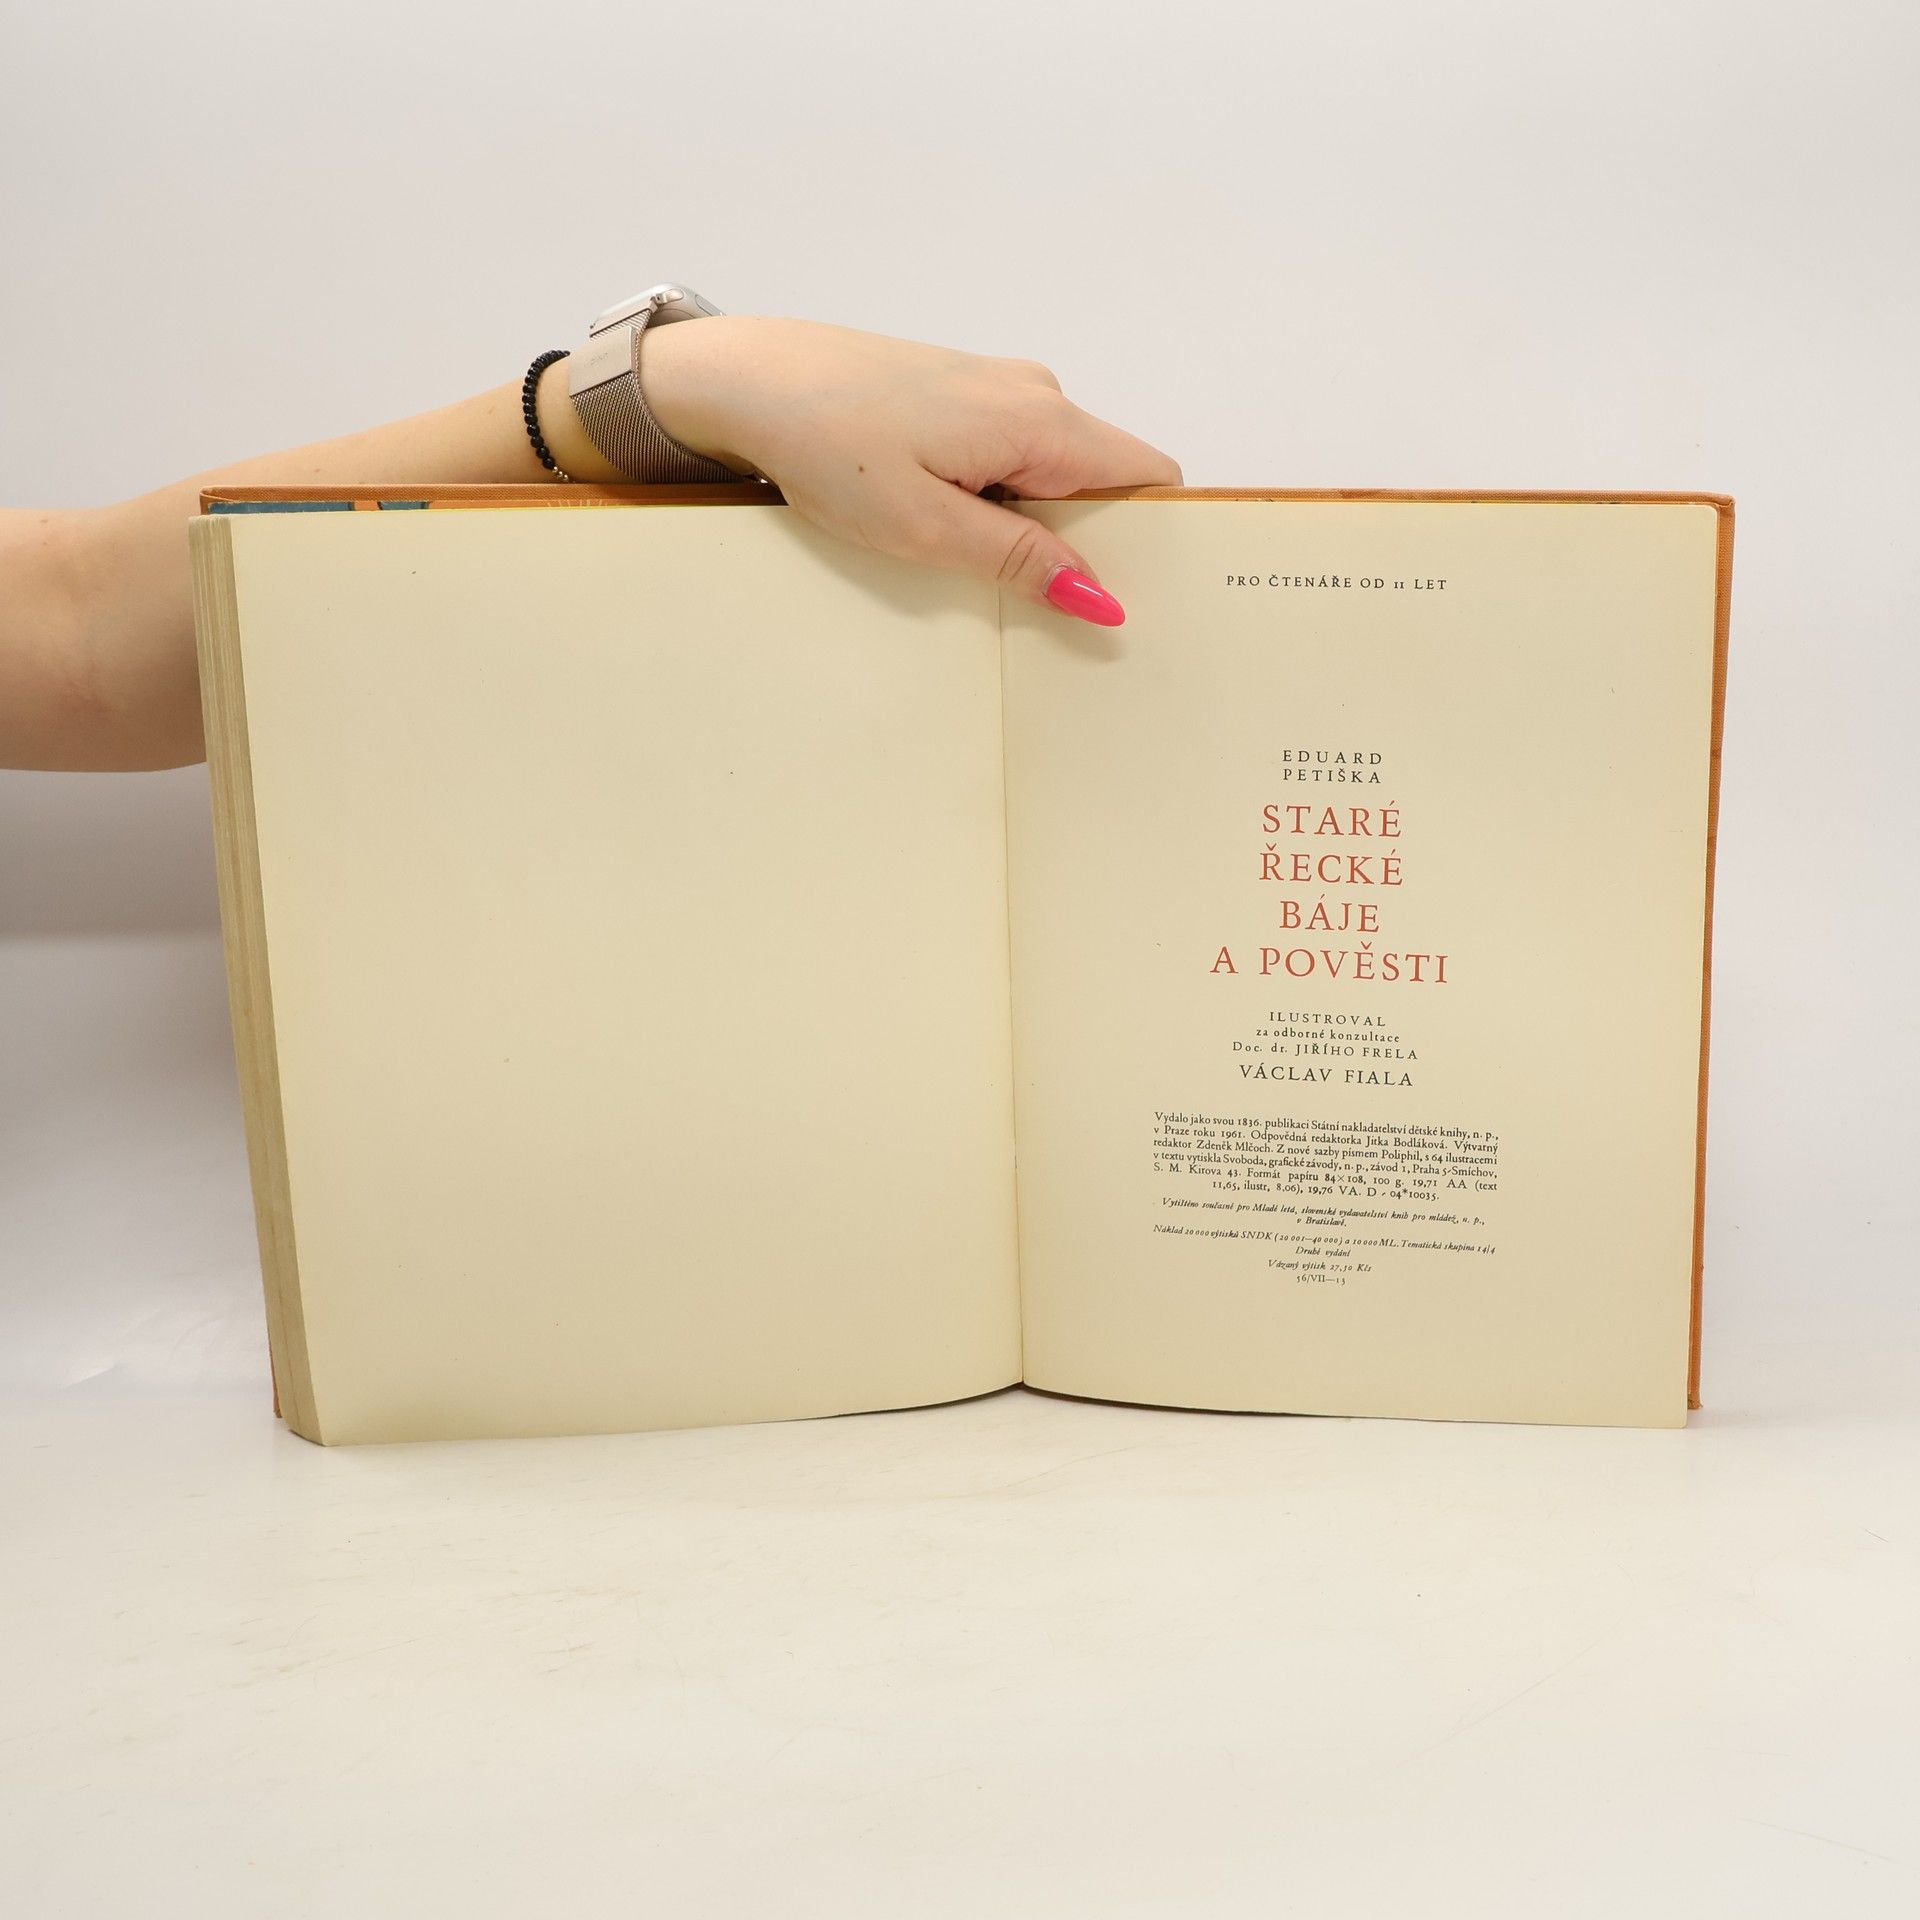 PRO ČTENÁŘE OD 11 LET
EDUARD
PETIŠKA
STARÉ
ŘECKÉ
BÁJE
A POVĚSTI
ILUSTROVAL
za odborné konzultace
Doc. dr. JIŘÍHO FRELA
VÁCLAV FIALA
Vydalo jako svou 1836. publikaci Státní nakladatelství dětské knihy, n. p.,
v Praze roku 1961. Odpovědná redaktorka Jitka Bodláková. Výtvarný
redaktor Zdeněk Mlčoch. Z nové sazby písmem Poliphil, s 64 ilustracemi
v textu vytiskla Svoboda, grafické závody, n. p., závod 1, Praha 5-Smíchov,
S. M. Kirova 43. Formát papíru 84×108, 100 g. 19,71 AA (text
11,65, ilustr. 8,06), 19,76 VA. D - 04*10035.
Vytištěno současně pro Mladé letá, slovenské vydavatelství knih pro mládež, n. p.,
v Bratislavě.
Náklad 20 000 výtisků SNDK (20 001—40 000) a 10 000 ML. Tematická skupina 14/4
Druhé vydání
Vázaný výtisk 27,50 Kčs
56/VII—13